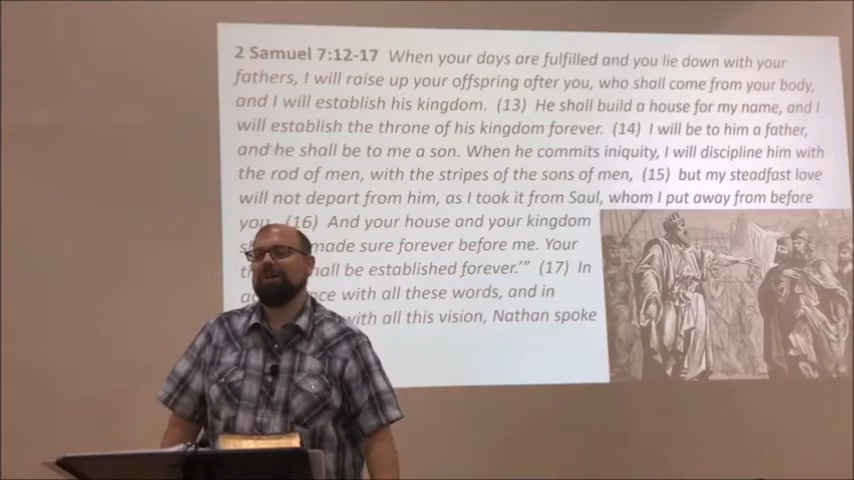 2 Samuel 7:12-17 When your days are fulfilled and you lie down with your
fathers, I will raise up your offspring after you, who shall come from your body,
and I will establish his kingdom. (13) He shall build a house for my name, and I
will establish the throne of his kingdom forever. (14) I will be to him a father,
and he shall be to me a son. When he commits iniquity, I will discipline him with
the rod of men, with the stripes of the sons of men, (15) but my steadfast love
will not depart from him, as I took it from Saul, whom I put away from before
you. (16) And your house and your kingdom
made sure forever before me. Your
shall be established forever.'" (17) In
with all these words, and in
with all this vision, Nathan spoke